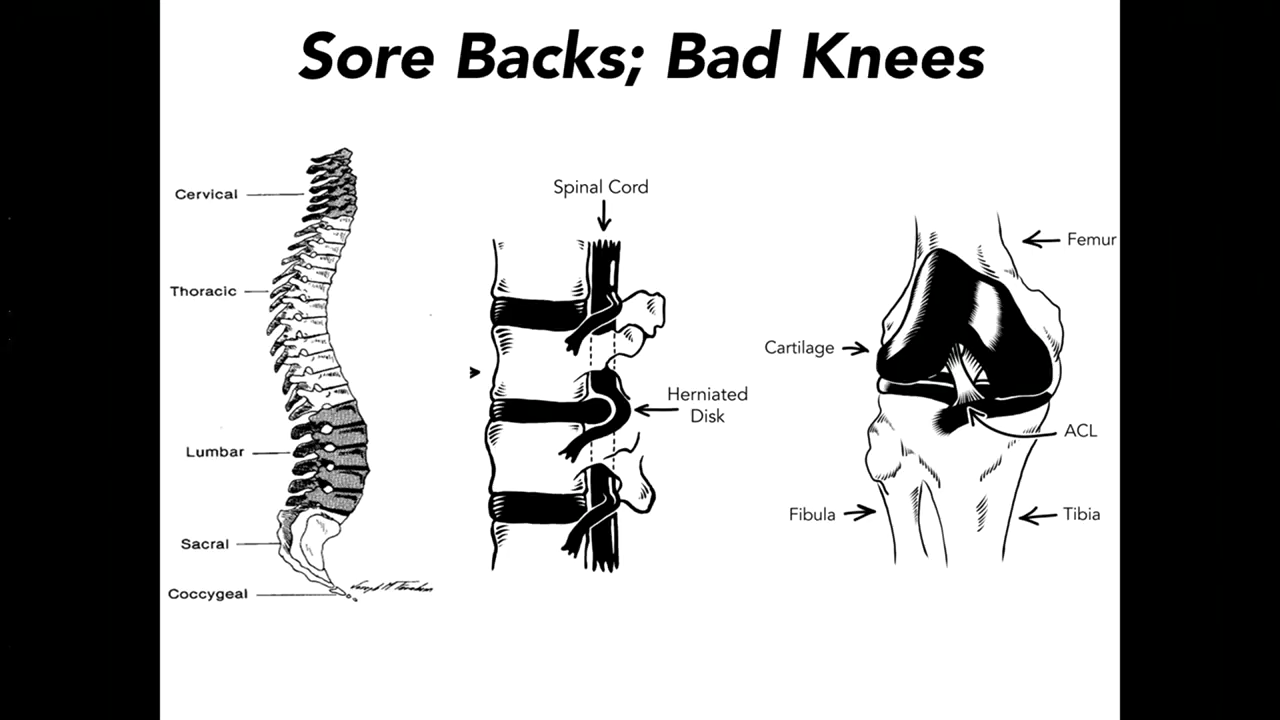 Sore Backs; Bad Knees
Cervical
Thoracic
Lumbar
Sacral
Coccygeal
Spinal Cord
Herniated
Disk
Femur
Cartilage
ACL
Fibula
Tibia